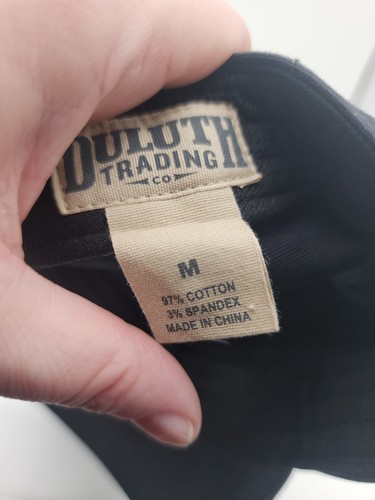 DULUTH
TRADING
CO
M
97% COTTON
3% SPANDEX
MADE IN CHINA